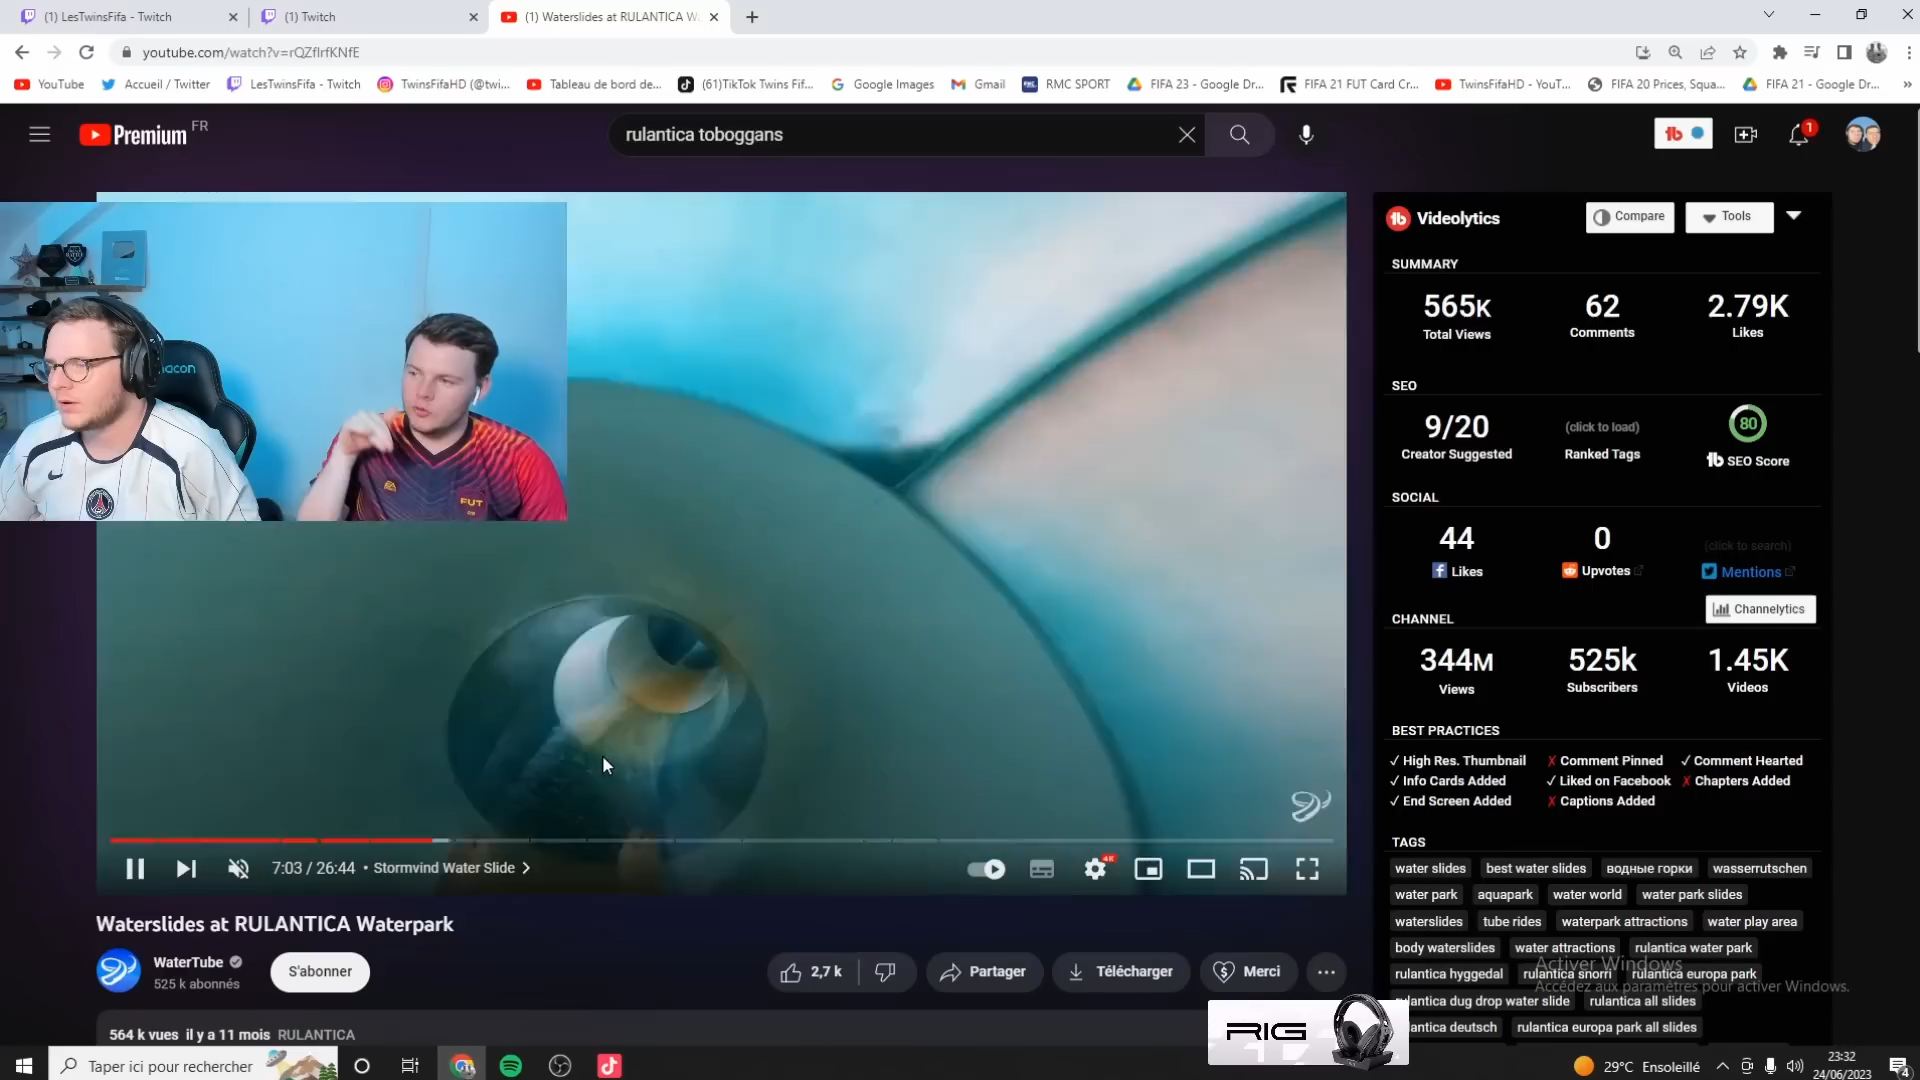 (1) LesTwinsFifa - Twitch
(1) Twitch
(1) Waterslides at RULANTICA W
youtube.com/watch?v=rQZfIrfKNfE
YouTube
Accueil / Twitter
LesTwinsFifa - Twitch
TwinsFifaHD (@twi...
Tableau de bord de...
(61)TikTok Twins Fif...
Google Images
Gmail
RMC SPORT
FIFA 23 - Google Dr...
FIFA 21 FUT Card Cr...
TwinsFifaHD - YouT...
FIFA 20 Prices, Squa...
FIFA 21 - Google Dr...
Premium FR
rulantica toboggans
1
Videolytics
Compare
Tools
SUMMARY
565K
Total Views
62
Comments
2.79K
Likes
SEO
9/20
Creator Suggested
(click to load)
Ranked Tags
80
SEO Score
SOCIAL
44
Likes
0
Upvotes
(click to search)
Mentions
Channelytics
CHANNEL
344M
Views
525k
Subscribers
1.45K
Videos
BEST PRACTICES
✓ High Res. Thumbnail
✗ Comment Pinned
✓ Comment Hearted
✓ Info Cards Added
✓ Liked on Facebook
✗ Chapters Added
✓ End Screen Added
✗ Captions Added
TAGS
water slides
best water slides
водные горки
wasserrutschen
water park
aquapark
water world
water park slides
waterslides
tube rides
waterpark attractions
water play area
body waterslides
water attractions
rulantica water park
rulantica hyggedal
rulantica snorri
rulantica europa park
rulantica dug drop water slide
rulantica all slides
lantica deutsch
rulantica europa park all slides
Activer Windows
Accédez aux paramètres pour activer Windows.
nacon
FUT
7:03 / 26:44 • Stormvind Water Slide
4K
Waterslides at RULANTICA Waterpark
WaterTube
525 k abonnés
S'abonner
2,7 k
Partager
Télécharger
Merci
564 k vues il y a 11 mois RULANTICA
RIG
Taper ici pour rechercher
29°C Ensoleillé
23:32
24/06/2023
4